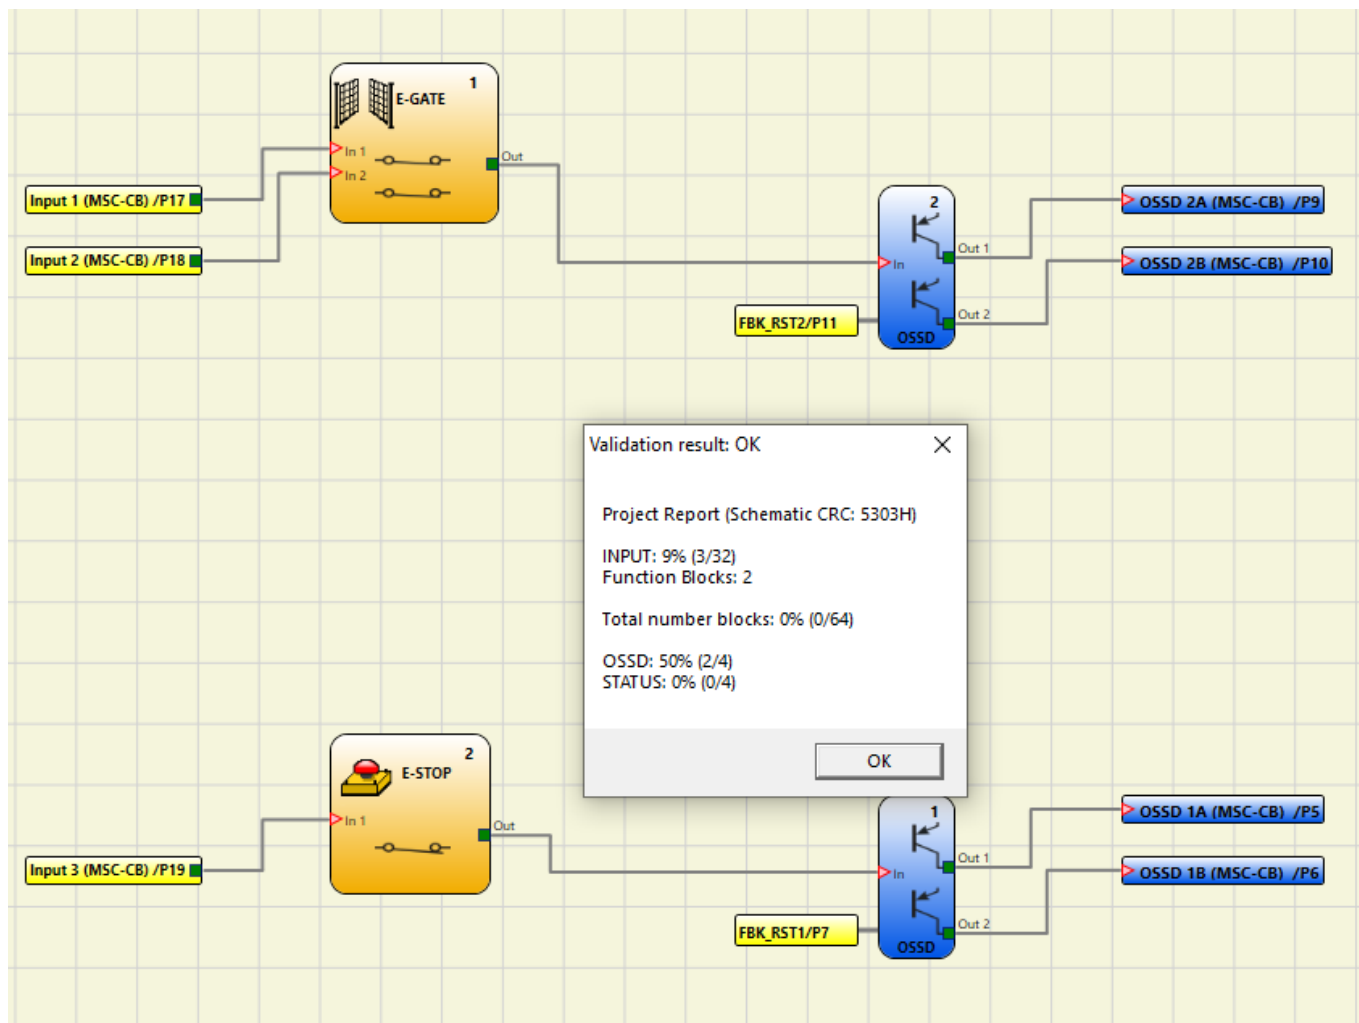 1
E-GATE
In 1
In 2
Out
Input 1 (MSC-CB) /P17
Input 2 (MSC-CB) /P18
2
In
Out 1
Out 2
OSSD
FBK_RST2/P11
OSSD 2A (MSC-CB)  /P9
OSSD 2B (MSC-CB)  /P10
Validation result: OK
Project Report (Schematic CRC: 5303H)
INPUT: 9% (3/32)
Function Blocks: 2
Total number blocks: 0% (0/64)
OSSD: 50% (2/4)
STATUS: 0% (0/4)
OK
2
E-STOP
In 1
Out
Input 3 (MSC-CB) /P19
1
In
Out 1
Out 2
OSSD
FBK_RST1/P7
OSSD 1A (MSC-CB)  /P5
OSSD 1B (MSC-CB)  /P6